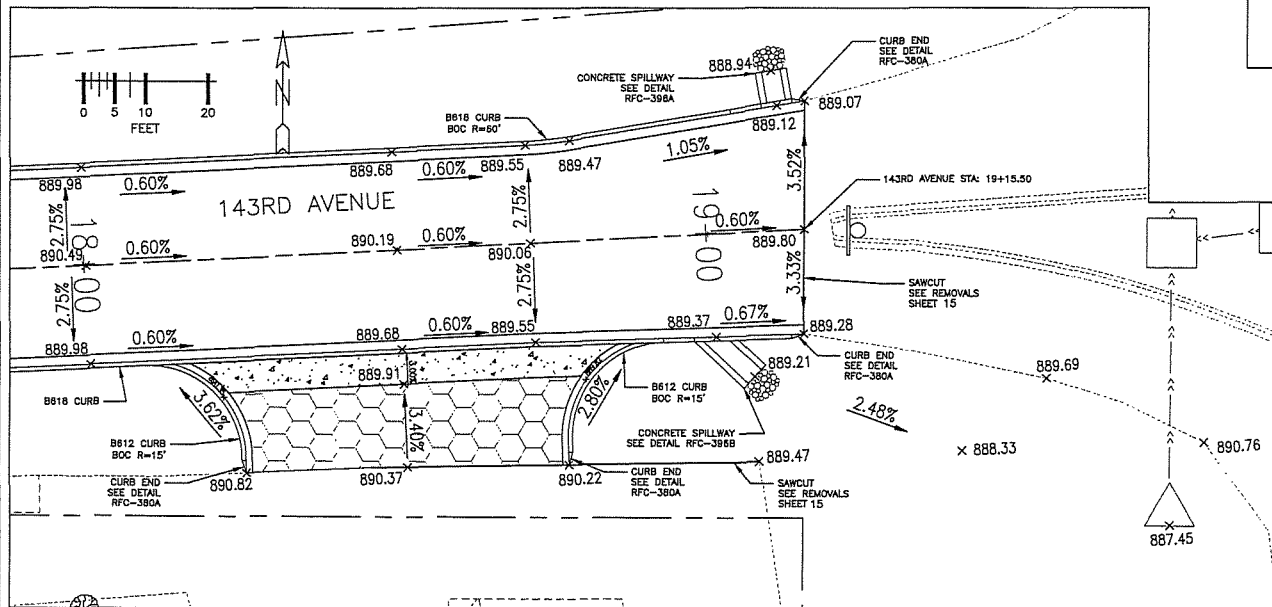 CURB END
SEE DETAIL
RFC-380A
888.94
CONCRETE SPILLWAY
SEE DETAIL
RFC-398A
889.07
0 5 10 20
FEET
N
B618 CURB
BOC R=60'
889.12
889.98
0.60%
889.68
0.60%
889.55
889.47
1.05%
3.52%
143RD AVENUE
143RD AVENUE STA: 19+15.50
2.75%
2.75%
18+00
19+00
890.49
0.60%
890.19
0.60%
890.06
0.60%
889.80
2.75%
2.75%
3.33%
SAWCUT
SEE REMOVALS
SHEET 15
889.98
0.60%
889.68
0.60%
889.55
889.37
0.67%
889.28
889.91
3.00%
889.21
CURB END
SEE DETAIL
RFC-380A
889.69
B618 CURB
3.62%
3.40%
2.80%
B612 CURB
BOC R=15'
2.48%
B612 CURB
BOC R=15'
CONCRETE SPILLWAY
SEE DETAIL RFC-398B
888.33
890.76
889.47
CURB END
SEE DETAIL
RFC-380A
890.82
890.37
890.22
CURB END
SEE DETAIL
RFC-380A
SAWCUT
SEE REMOVALS
SHEET 15
887.45